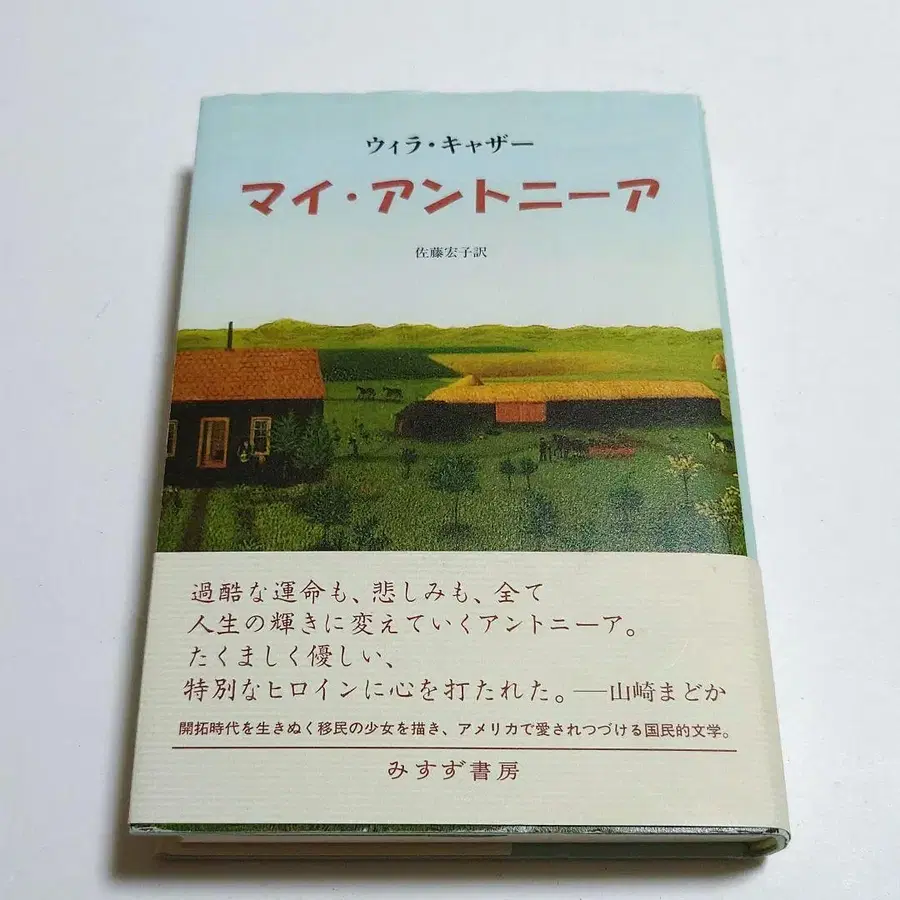 ウィラ・キャザー
マイ・アントニーア
佐藤宏子訳
過酷な運命も、悲しみも、全て
人生の輝きに変えていくアントニーア。
たくましく優しい、
特別なヒロインに心を打たれた。──山崎まどか
開拓時代を生きぬく移民の少女を描き、アメリカで愛されつづける国民的文学。
みすず書房